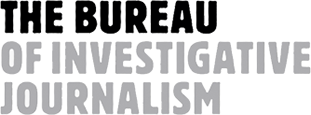 THE BUREAU
OF INVESTIGATIVE
JOURNALISM